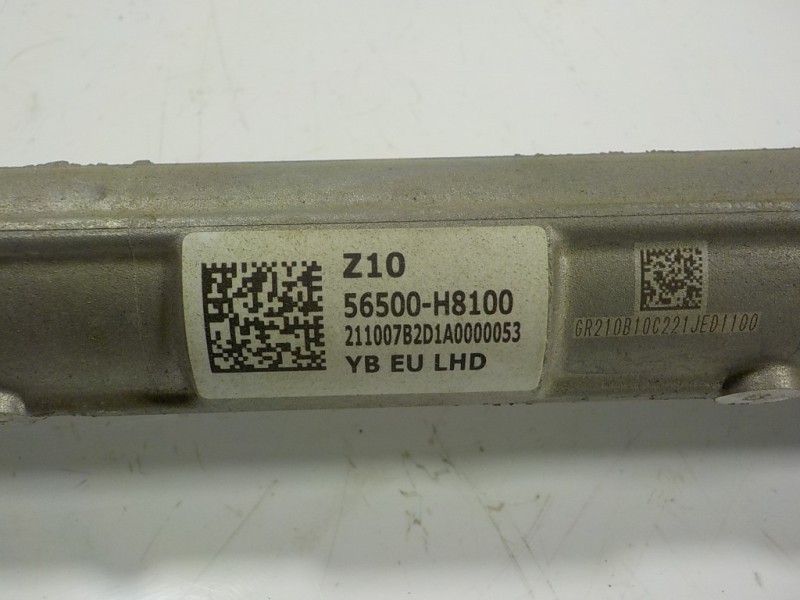 Z10
56500-H8100
211007B2D1A0000053
YB EU LHD
GR210B10C221JED1100